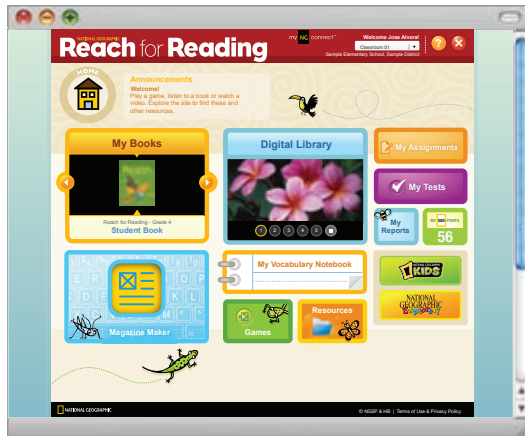 NATIONAL GEOGRAPHIC
Reach for Reading
my NG connect
Welcome Jose Alvera!
Classroom 01
Sample Elementary School, Sample District
?
HOME
Announcements
Welcome!
Play a game, listen to a book or watch a
video. Explore the site to find these and
other resources.
My Books
Reach for Reading - Grade 4
Student Book
Digital Library
1 2 3 4 5
My Assignments
My Tests
My
Reports
POINTS
56
Magazine Maker
My Vocabulary Notebook
Games
Resources
NATIONAL GEOGRAPHIC
KIDS
NATIONAL
GEOGRAPHIC
Explorer!
NATIONAL GEOGRAPHIC
© NGSP & HB | Terms of Use & Privacy Policy